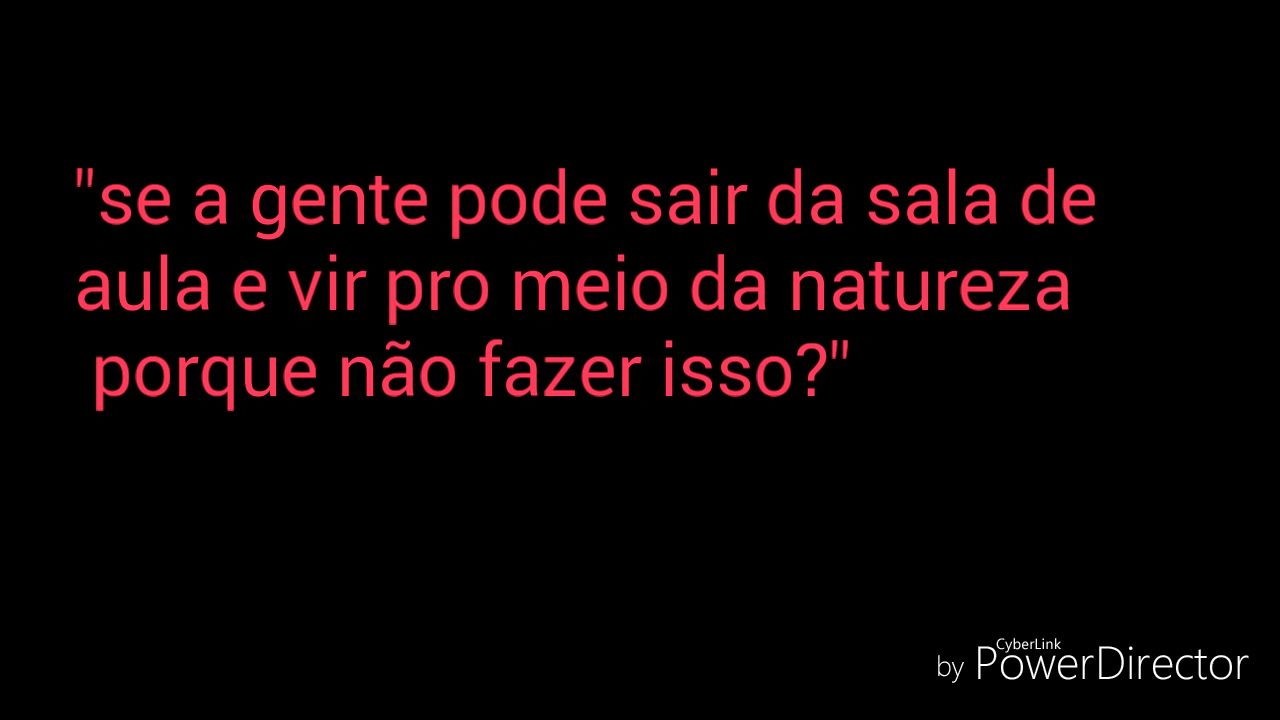 "se a gente pode sair da sala de
aula e vir pro meio da natureza
porque não fazer isso?"
by CyberLink PowerDirector